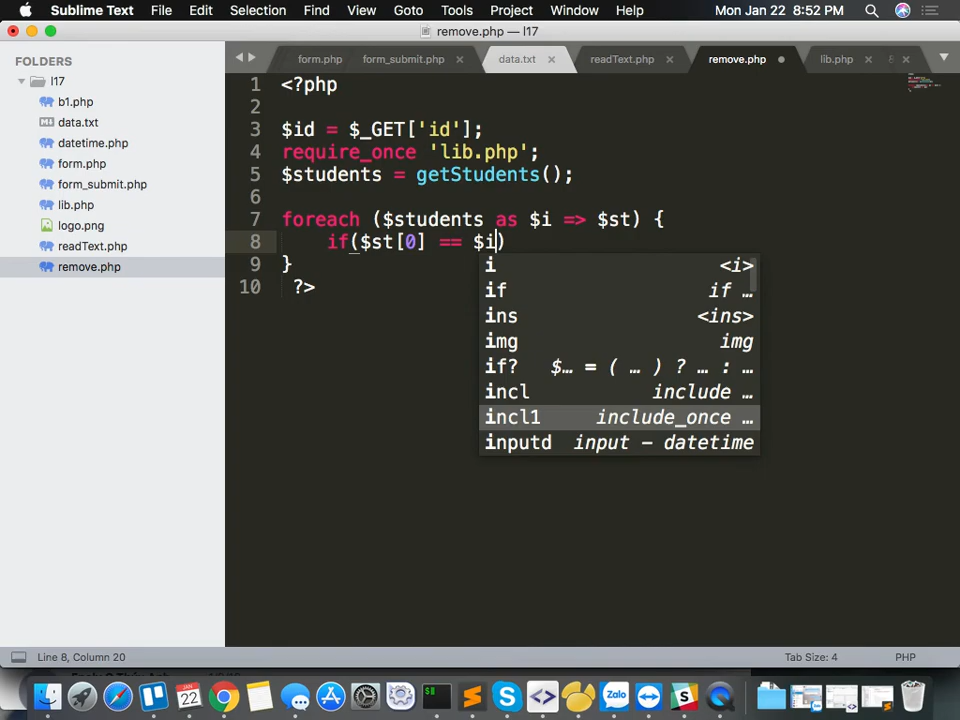 Sublime Text File Edit Selection Find Goto Tools Project Window Help Mon Jan 22 8:52 PM
remove.php — l17
FOLDERS
l17
b1.php
data.txt
datetime.php
form.php
form_submit.php
lib.php
logo.png
readText.php
remove.php
form.php form_submit.php data.txt readText.php remove.php lib.php
1 <?php
2
3 $id = $_GET['id'];
4 require_once 'lib.php';
5 $students = getStudents();
6
7 foreach ($students as $i => $st) {
8 if($st[0] == $i)
9 }
10 ?>
i <i>
if if …
ins <ins>
img img
if? $… = ( … ) ? … : …
incl include …
incl1 include_once …
inputd input – datetime
Line 8, Column 20 Tab Size: 4 PHP
22
Zalo